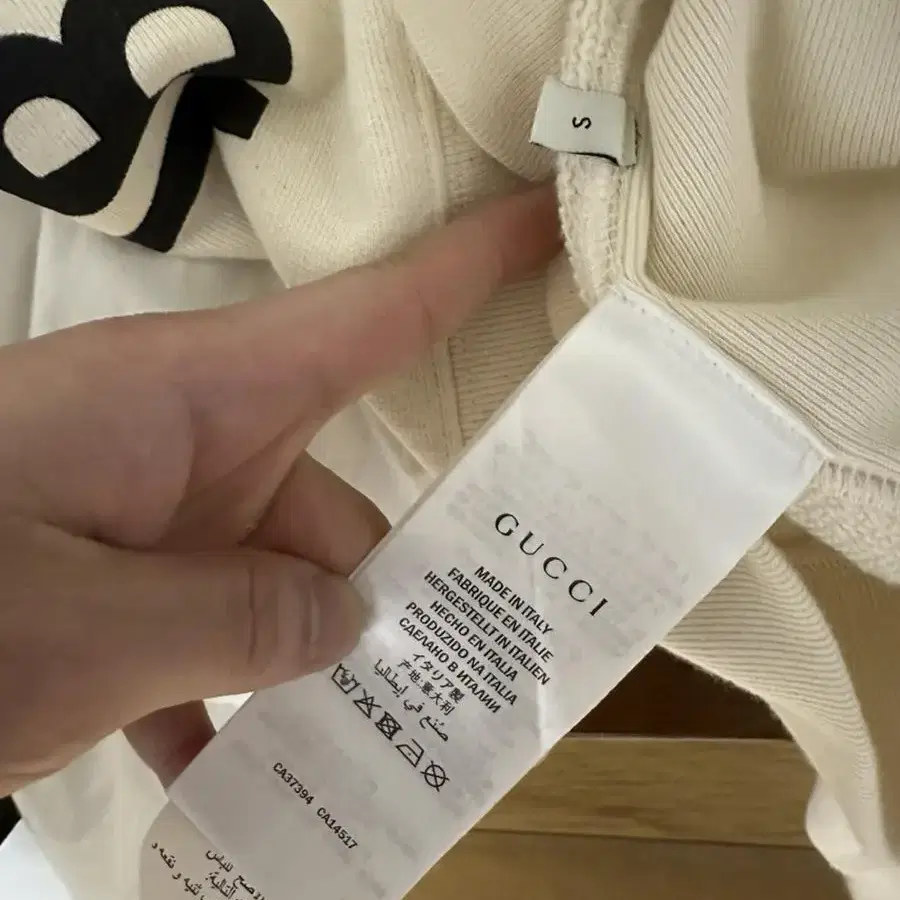 S
GUCCI
MADE IN ITALY
FABRIQUE EN ITALIE
HERGESTELLT IN ITALIEN
HECHO EN ITALIA
PRODUZIDO NA ITALIA
СДЕЛАНО В ИТАЛИИ
イタリア製
产地:意大利
صنع في إيطاليا
CA37394 CA14517